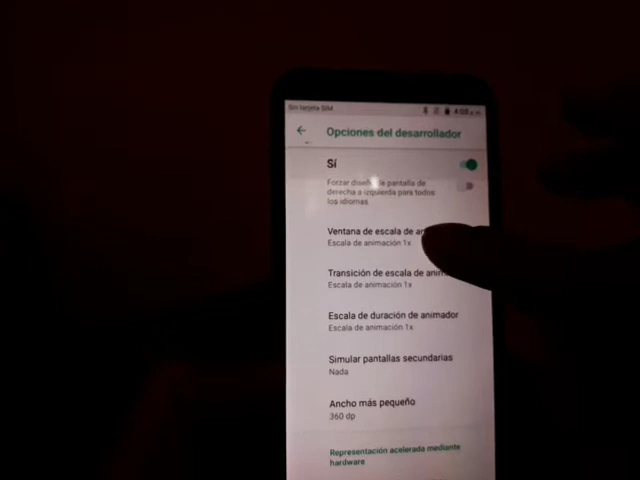 Sin tarjeta SIM 4:08
Opciones del desarrollador
Sí
Forzar diseño de pantalla de
derecha a izquierda para todos
los idiomas
Ventana de escala de
Escala de animación 1x
Transición de escala de
Escala de animación 1x
Escala de duración de animador
Escala de animación 1x
Simular pantallas secundarias
Nada
Ancho más pequeño
360 dp
Representación acelerada mediante
hardware